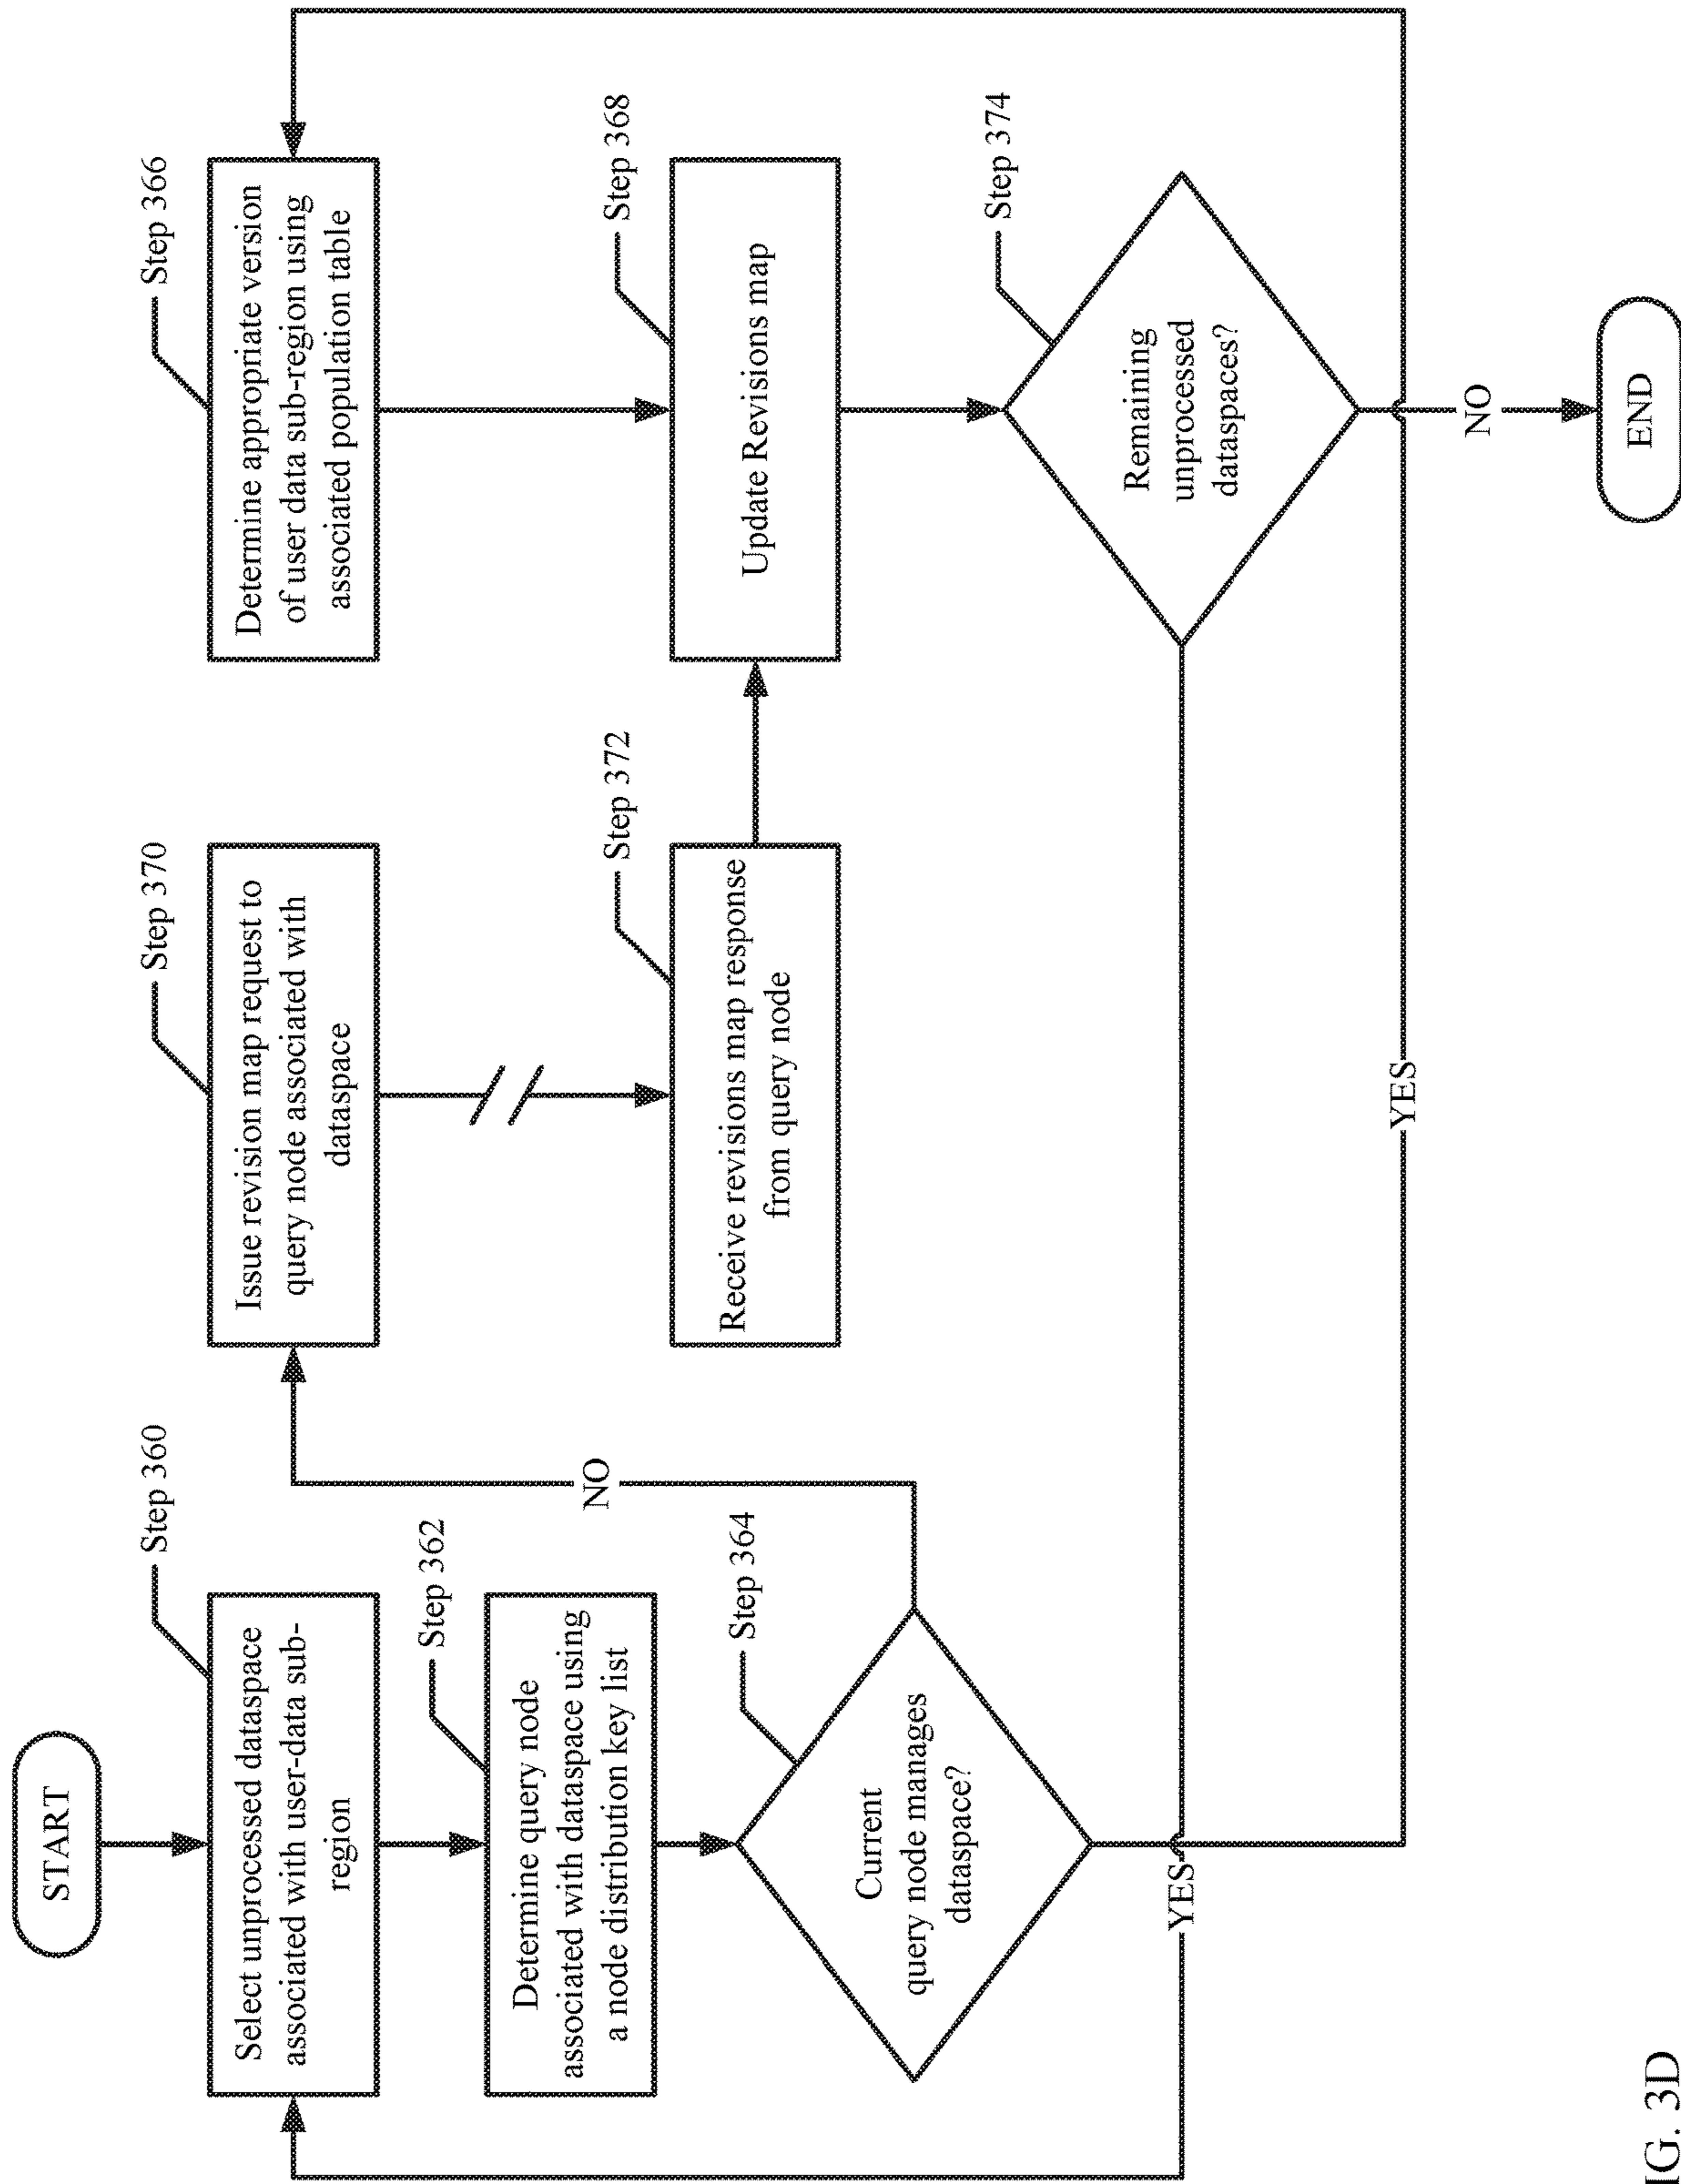 START
Step 360
Select unprocessed dataspace
associated with user-data sub-
region
Step 362
Determine query node
associated with dataspace using
a node distribution key list
Step 364
Current
query node manages
dataspace?
NO
YES
Step 370
Issue revision map request to
query node associated with
dataspace
Step 372
Receive revisions map response
from query node
Step 366
Determine appropriate version
of user data sub-region using
associated population table
Step 368
Update Revisions map
Step 374
Remaining
unprocessed
dataspaces?
YES
NO
END
IG. 3D